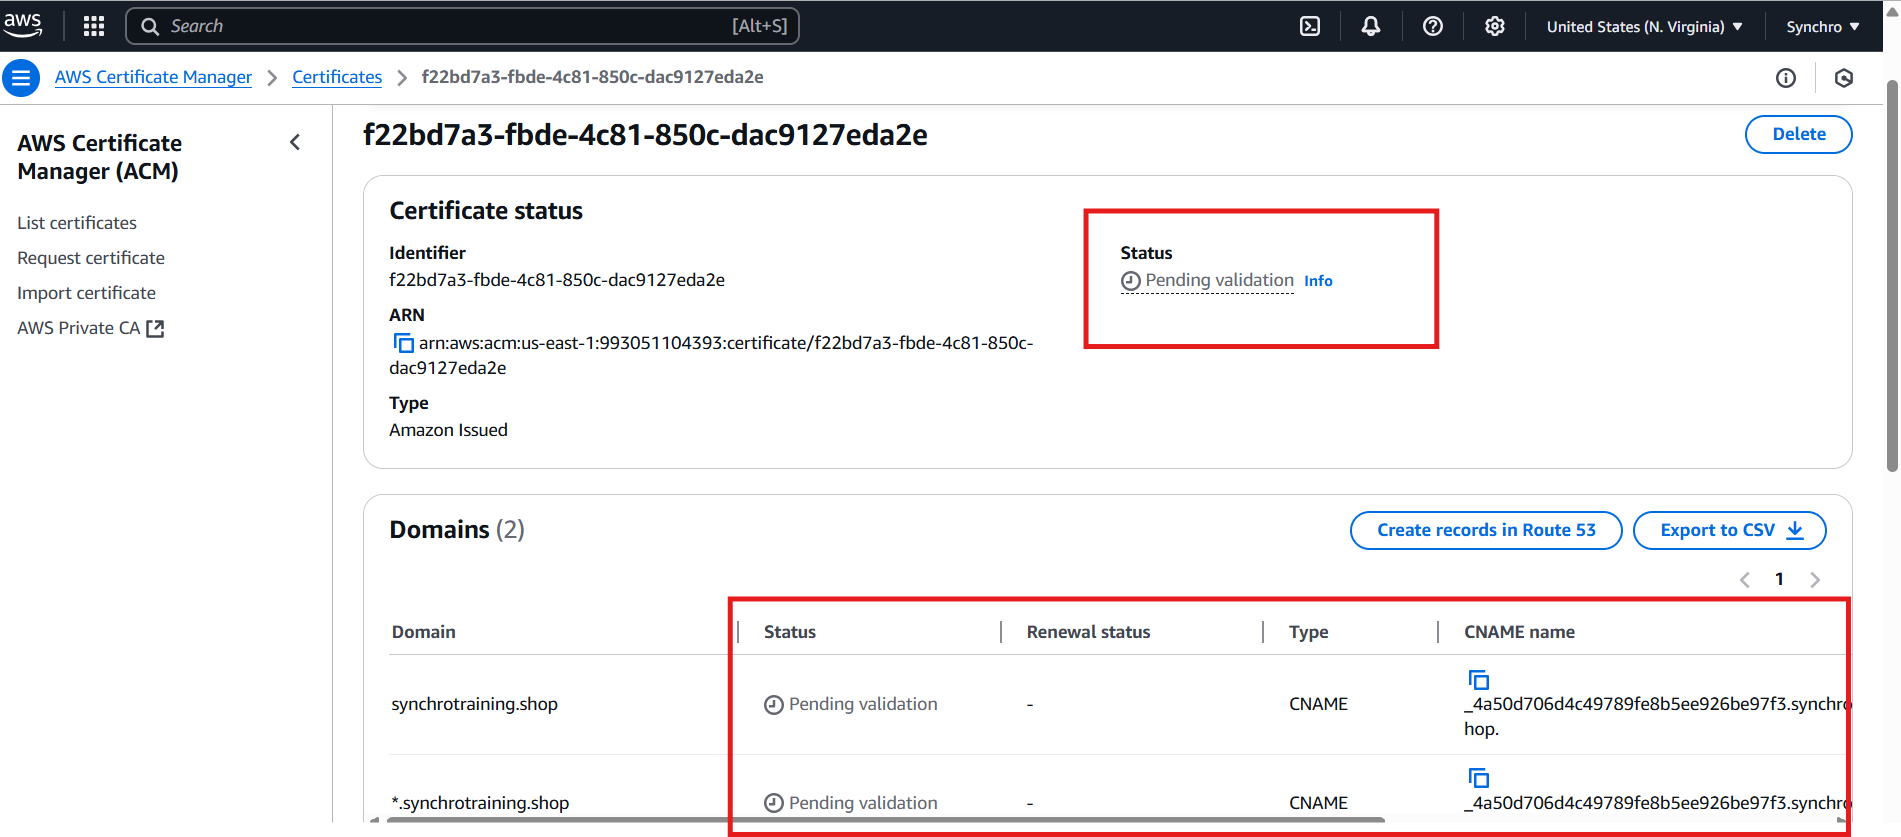 aws
Search [Alt+S]
United States (N. Virginia)
Synchro
AWS Certificate Manager
Certificates
f22bd7a3-fbde-4c81-850c-dac9127eda2e
AWS Certificate
Manager (ACM)
List certificates
Request certificate
Import certificate
AWS Private CA
f22bd7a3-fbde-4c81-850c-dac9127eda2e
Delete
Certificate status
Identifier
f22bd7a3-fbde-4c81-850c-dac9127eda2e
ARN
arn:aws:acm:us-east-1:993051104393:certificate/f22bd7a3-fbde-4c81-850c-
dac9127eda2e
Type
Amazon Issued
Status
Pending validation Info
Domains (2)
Create records in Route 53
Export to CSV
1
Domain Status Renewal status Type CNAME name
synchrotraining.shop Pending validation - CNAME _4a50d706d4c49789fe8b5ee926be97f3.synchro
hop.
*.synchrotraining.shop Pending validation - CNAME _4a50d706d4c49789fe8b5ee926be97f3.synchro